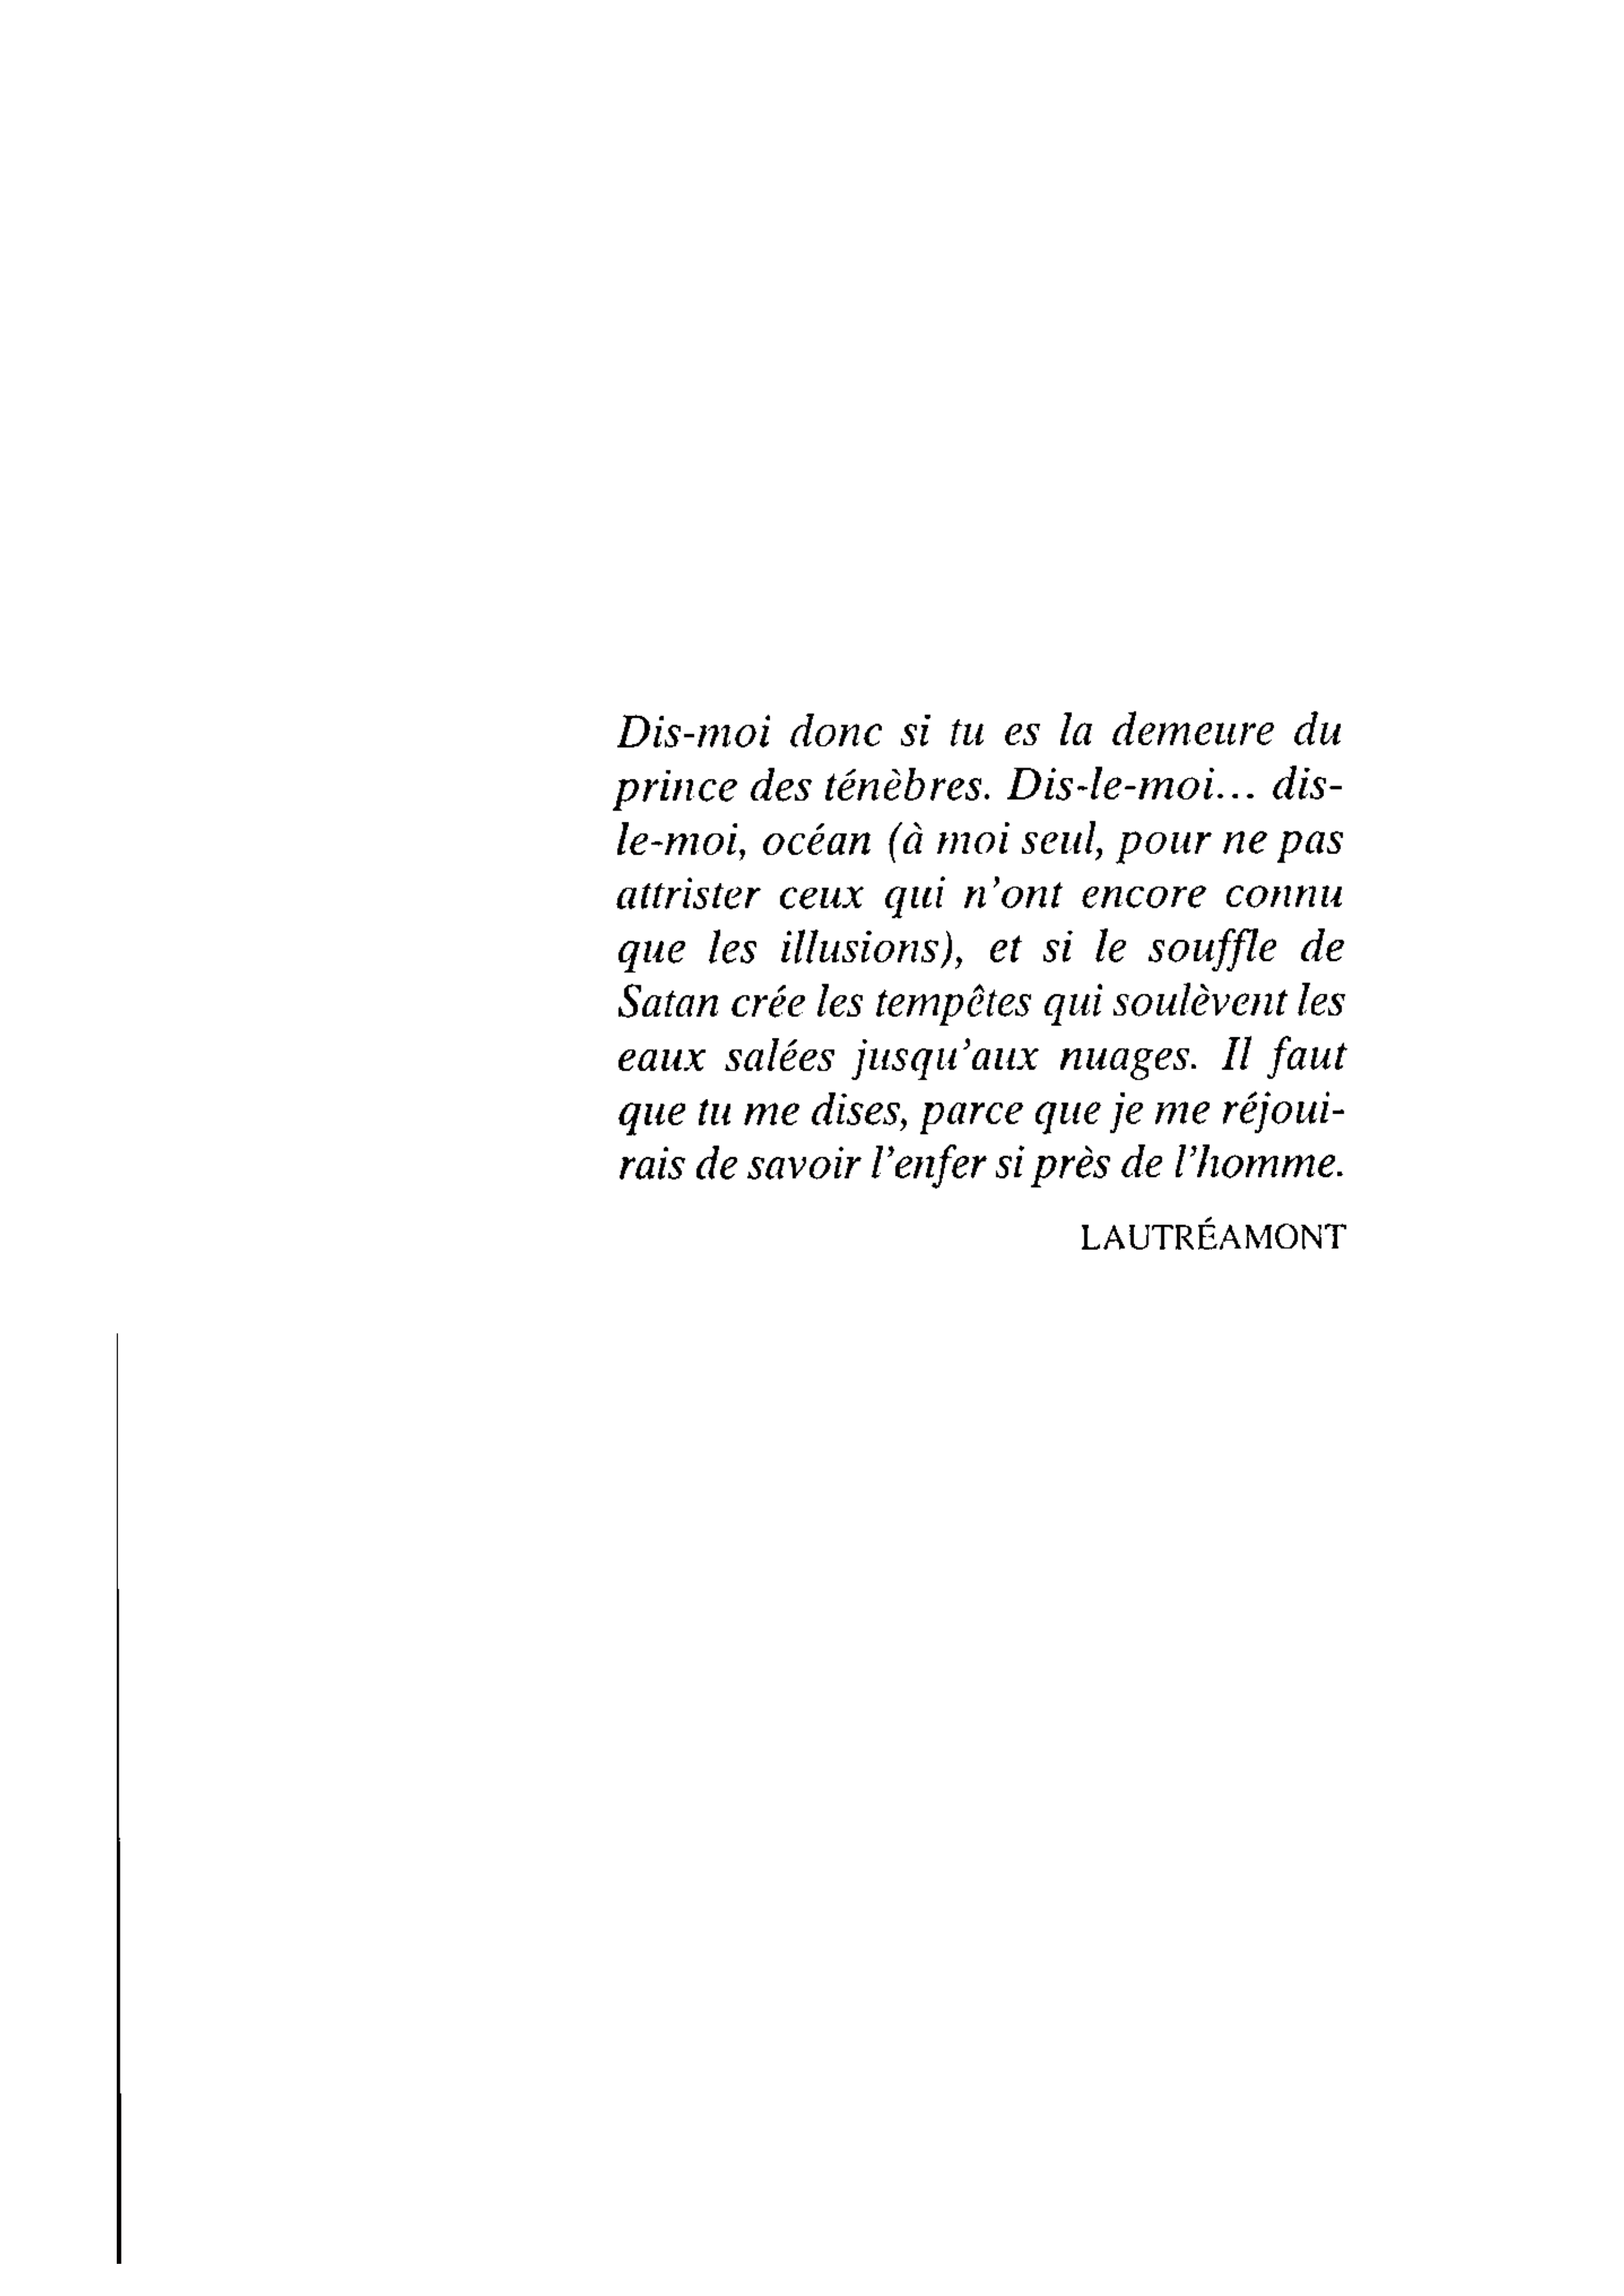 Dis-moi donc si tu es la demeure du
prince des ténèbres. Dis-le-moi... dis-
le-moi, océan (à moi seul, pour ne pas
attrister ceux qui n'ont encore connu
que les illusions), et si le souffle de
Satan crée les tempêtes qui soulèvent les
eaux salées jusqu'aux nuages. Il faut
que tu me dises, parce que je me réjoui-
rais de savoir l'enfer si près de l'homme.
LAUTRÉAMONT